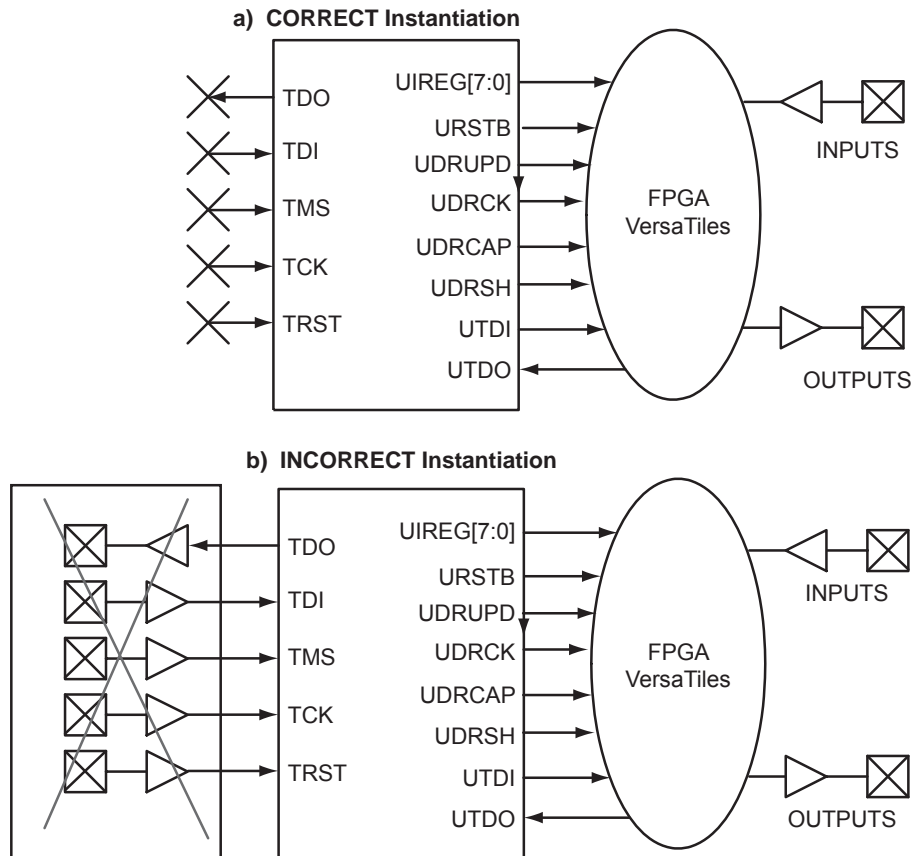 a) CORRECT Instantiation
TDO
TDI
TMS
TCK
TRST
UIREG[7:0]
URSTB
UDRUPD
UDRCK
UDRCAP
UDRSH
UTDI
UTDO
FPGA
VersaTiles
INPUTS
OUTPUTS
b) INCORRECT Instantiation
TDO
TDI
TMS
TCK
TRST
UIREG[7:0]
URSTB
UDRUPD
UDRCK
UDRCAP
UDRSH
UTDI
UTDO
FPGA
VersaTiles
INPUTS
OUTPUTS